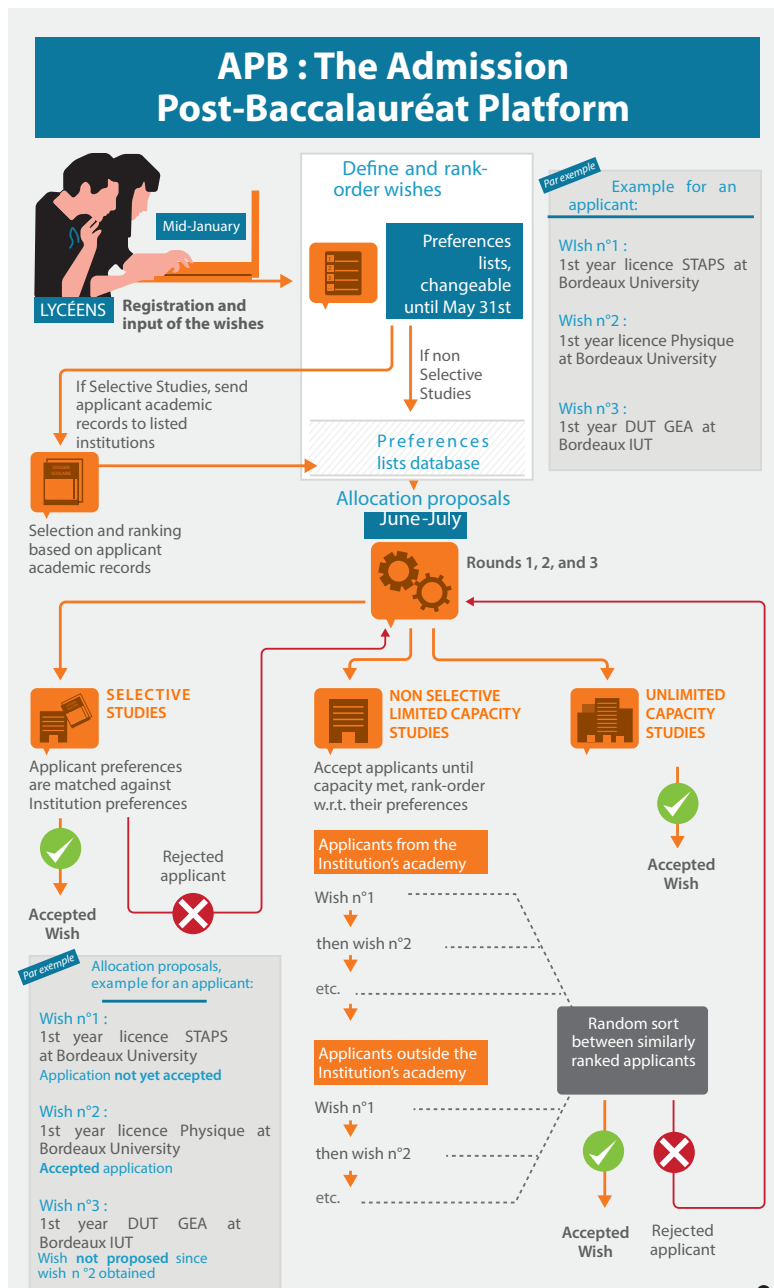 APB : The Admission
Post-Baccalauréat Platform
Mid-January
LYCÉENS
Registration and
input of the wishes
Define and rank-
order wishes
1
2
3
Preferences
lists,
changeable
until May 31st
Par exemple
Example for an
applicant:
WIsh n°1 :
1st year licence STAPS at
Bordeaux University
Wish n°2 :
1st year licence Physique
at Bordeaux University
Wish n°3 :
1st year DUT GEA at
Bordeaux IUT
If Selective Studies, send
applicant academic
records to listed
institutions
If non
Selective
Studies
Preferences
lists database
DOSSIER
SCOLAIRE
Selection and ranking
based on applicant
academic records
Allocation proposals
June-July
Rounds 1, 2, and 3
SELECTIVE
STUDIES
Applicant preferences
are matched against
Institution preferences
Rejected
applicant
Accepted
Wish
NON SELECTIVE
LIMITED CAPACITY
STUDIES
Accept applicants until
capacity met, rank-order
w.r.t. their preferences
UNLIMITED
CAPACITY
STUDIES
Accepted
Wish
Applicants from the
Institution's academy
Wish n°1
then wish n°2
etc.
Applicants outside the
Institution's academy
Wish n°1
then wish n°2
etc.
Random sort
between similarly
ranked applicants
Accepted
Wish
Rejected
applicant
Par exemple
Allocation proposals,
example for an applicant:
Wish n°1 :
1st year licence STAPS
at Bordeaux University
Application not yet accepted
Wish n°2 :
1st year licence Physique at
Bordeaux University
Accepted application
Wish n°3 :
1st year DUT GEA at
Bordeaux IUT
Wish not proposed since
wish n °2 obtained